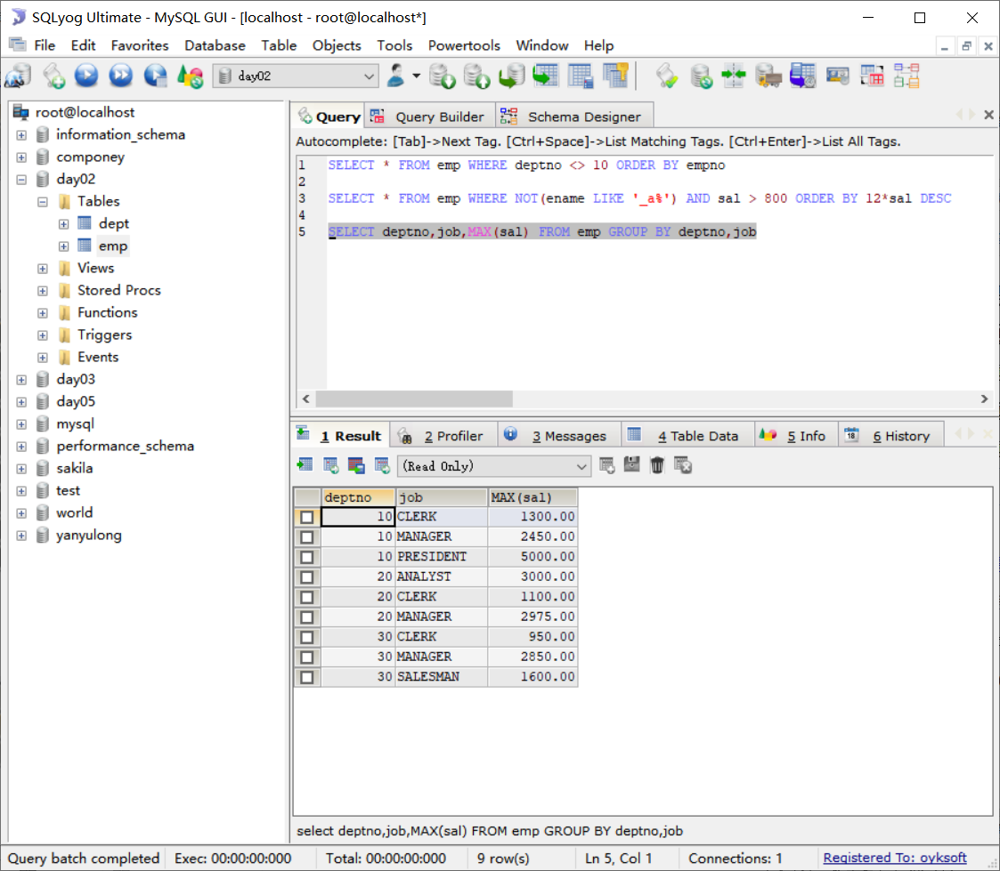 SQLyog Ultimate - MySQL GUI - [localhost - root@localhost*]
File Edit Favorites Database Table Objects Tools Powertools Window Help
day02
root@localhost
information_schema
componey
day02
Tables
dept
emp
Views
Stored Procs
Functions
Triggers
Events
day03
day05
mysql
performance_schema
sakila
test
world
yanyulong
Query Query Builder Schema Designer
Autocomplete: [Tab]->Next Tag. [Ctrl+Space]->List Matching Tags. [Ctrl+Enter]->List All Tags.
1 SELECT * FROM emp WHERE deptno <> 10 ORDER BY empno
2
3 SELECT * FROM emp WHERE NOT(ename LIKE '_a%') AND sal > 800 ORDER BY 12*sal DESC
4
5 SELECT deptno,job,MAX(sal) FROM emp GROUP BY deptno,job
1 Result 2 Profiler 3 Messages 4 Table Data 5 Info 18 6 History
(Read Only)
deptno job MAX(sal)
10 CLERK 1300.00
10 MANAGER 2450.00
10 PRESIDENT 5000.00
20 ANALYST 3000.00
20 CLERK 1100.00
20 MANAGER 2975.00
30 CLERK 950.00
30 MANAGER 2850.00
30 SALESMAN 1600.00
select deptno,job,MAX(sal) FROM emp GROUP BY deptno,job
Query batch completed Exec: 00:00:00:000 Total: 00:00:00:000 9 row(s) Ln 5, Col 1 Connections: 1 Registered To: oyksoft